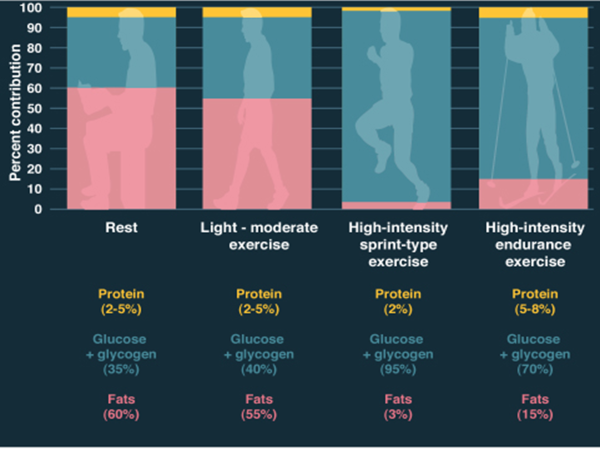 Percent contribution
100
90
80
70
60
50
40
30
20
10
0
Rest
Light - moderate
exercise
High-intensity
sprint-type
exercise
High-intensity
endurance
exercise
Protein
(2-5%)
Protein
(2-5%)
Protein
(2%)
Protein
(5-8%)
Glucose
+ glycogen
(35%)
Glucose
+ glycogen
(40%)
Glucose
+ glycogen
(95%)
Glucose
+ glycogen
(70%)
Fats
(60%)
Fats
(55%)
Fats
(3%)
Fats
(15%)